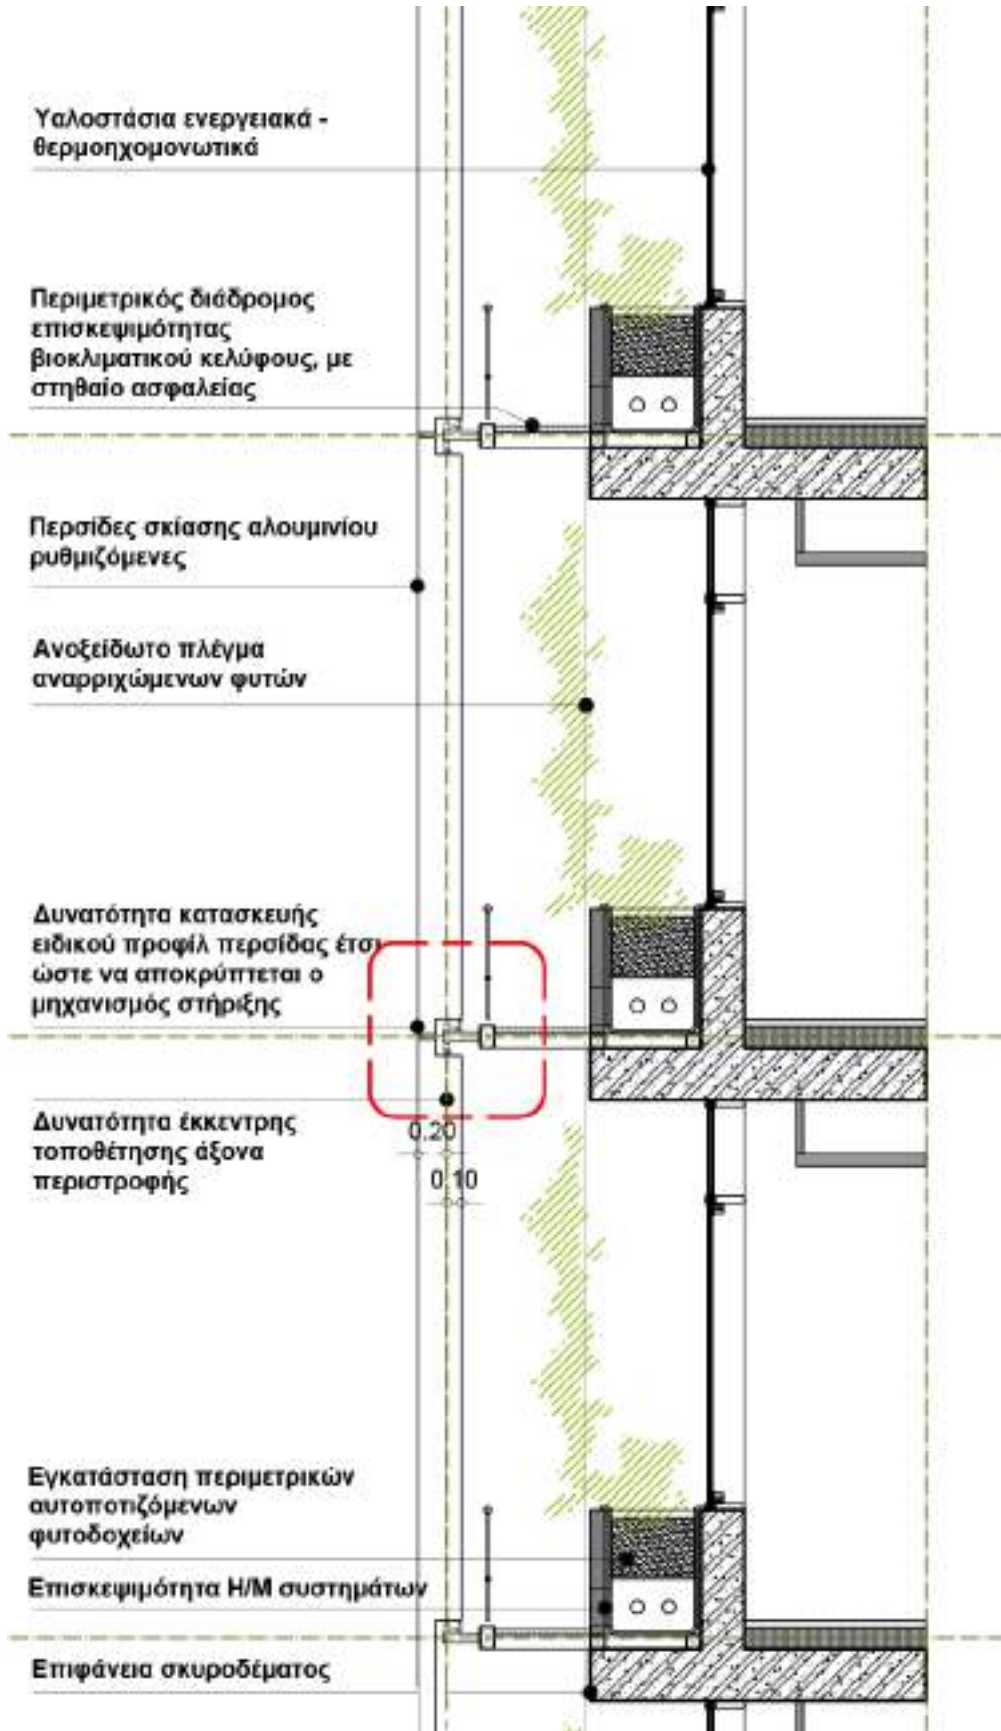 Υαλοστάσια ενεργειακά -
θερμοηχομονωτικά
Περιμετρικός διάδρομος
επισκεψιμότητας
βιοκλιματικού κελύφους, με
στηθαίο ασφαλείας
Περσίδες σκίασης αλουμινίου
ρυθμιζόμενες
Ανοξείδωτο πλέγμα
αναρριχώμενων φυτών
Δυνατότητα κατασκευής
ειδικού προφίλ περσίδας έτσι
ώστε να αποκρύπτεται ο
μηχανισμός στήριξης
Δυνατότητα έκκεντρης
τοποθέτησης άξονα
περιστροφής
0.20
0.10
Εγκατάσταση περιμετρικών
αυτοποτιζόμενων
φυτοδοχείων
Επισκεψιμότητα Η/Μ συστημάτων
Επιφάνεια σκυροδέματος